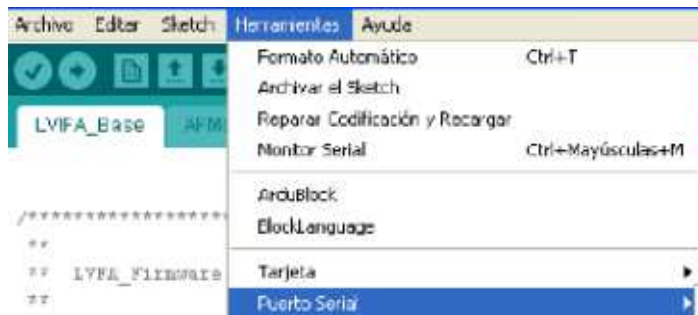 Archivo Editar Sketch Herramientas Ayuda
Formato Automático Ctrl+T
Archivar el Sketch
Reparar Codificación y Recargar
Monitor Serial Ctrl+Mayúsculas+M
LVIFA_Base
ArduBlock
BlockLanguage
/******************
**
** LVFA_Firmware
**
Tarjeta
Puerto Serial